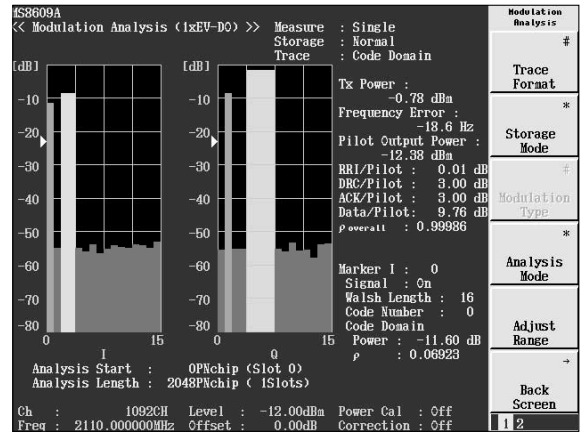 MS8609A
<< Modulation Analysis (1xEV-DO) >>
Measure : Single
Storage : Normal
Trace : Code Domain
[dB]
-10
-20
-30
-40
-50
-60
-70
-80
0 15
I
[dB]
-10
-20
-30
-40
-50
-60
-70
-80
0 15
Q
Tx Power :
-0.78 dBm
Frequency Error :
-18.6 Hz
Pilot Output Power :
-12.38 dBm
RRI/Pilot : 0.01 dB
DRC/Pilot : 3.00 dB
ACK/Pilot : 3.00 dB
Data/Pilot: 9.76 dB
ρ overall : 0.99986
Marker I : 0
Signal : On
Walsh Length : 16
Code Number : 0
Code Domain
Power : -11.60 dB
ρ : 0.06923
Analysis Start : 0PNchip (Slot 0)
Analysis Length : 2048PNchip ( 1Slots)
Ch : 1092CH Level : -12.00dBm Power Cal : Off
Freq : 2110.000000MHz Offset : 0.00dB Correction : Off
Modulation
Analysis
#
Trace
Format
*
Storage
Mode
#
Modulation
Type
*
Analysis
Mode
Adjust
Range
→
Back
Screen
1 2